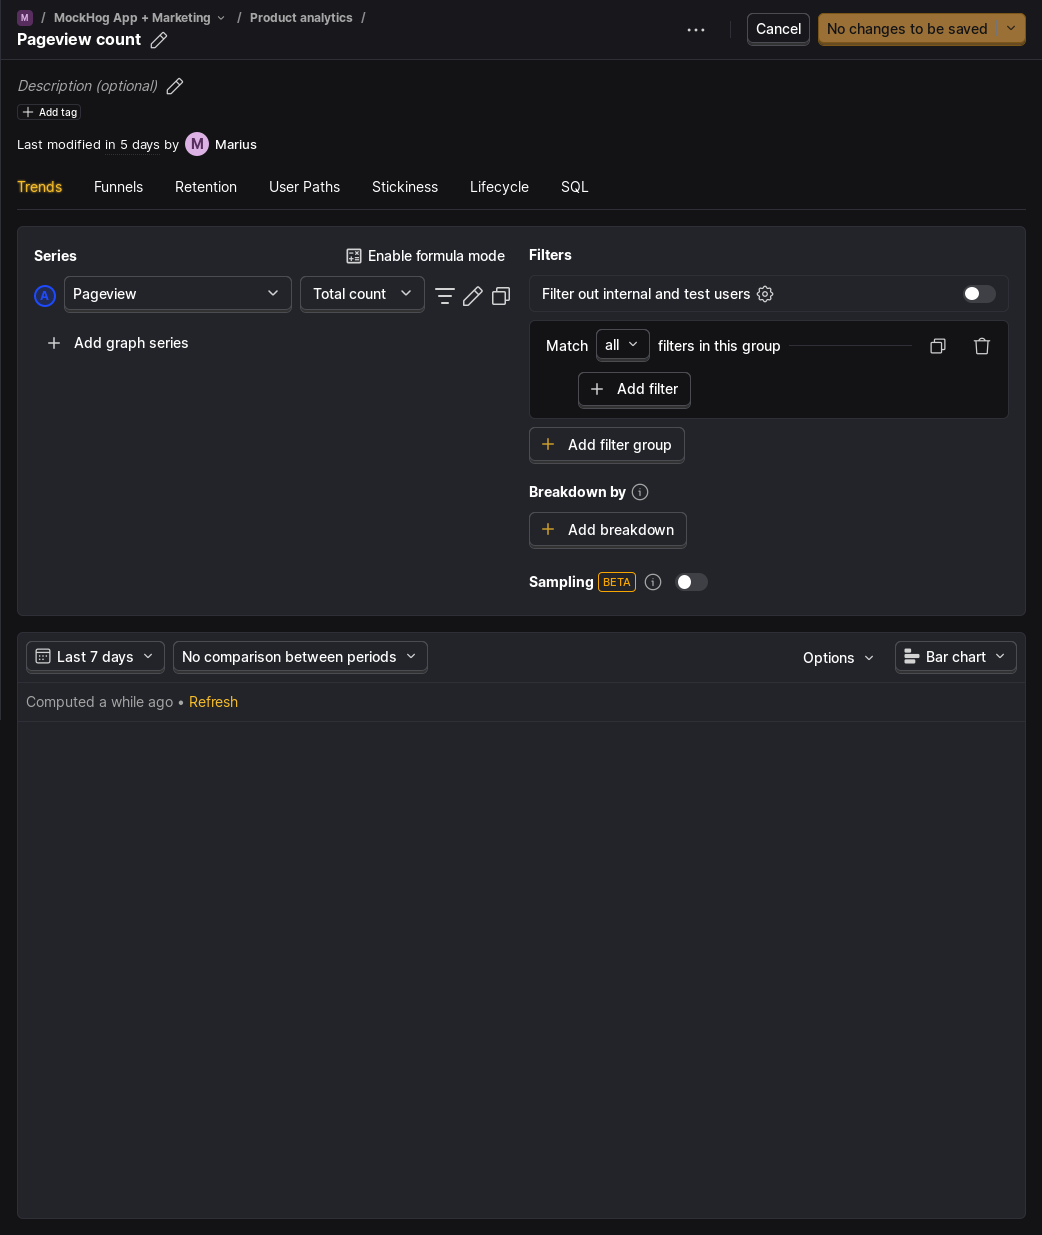 M / MockHog App + Marketing / Product analytics /
Pageview count
Cancel
No changes to be saved
Description (optional)
Add tag
Last modified in 5 days by M Marius
Trends Funnels Retention User Paths Stickiness Lifecycle SQL
Series
Enable formula mode
A Pageview Total count
Add graph series
Filters
Filter out internal and test users
Match all filters in this group
Add filter
Add filter group
Breakdown by
Add breakdown
Sampling BETA
Last 7 days No comparison between periods Options Bar chart
Computed a while ago • Refresh